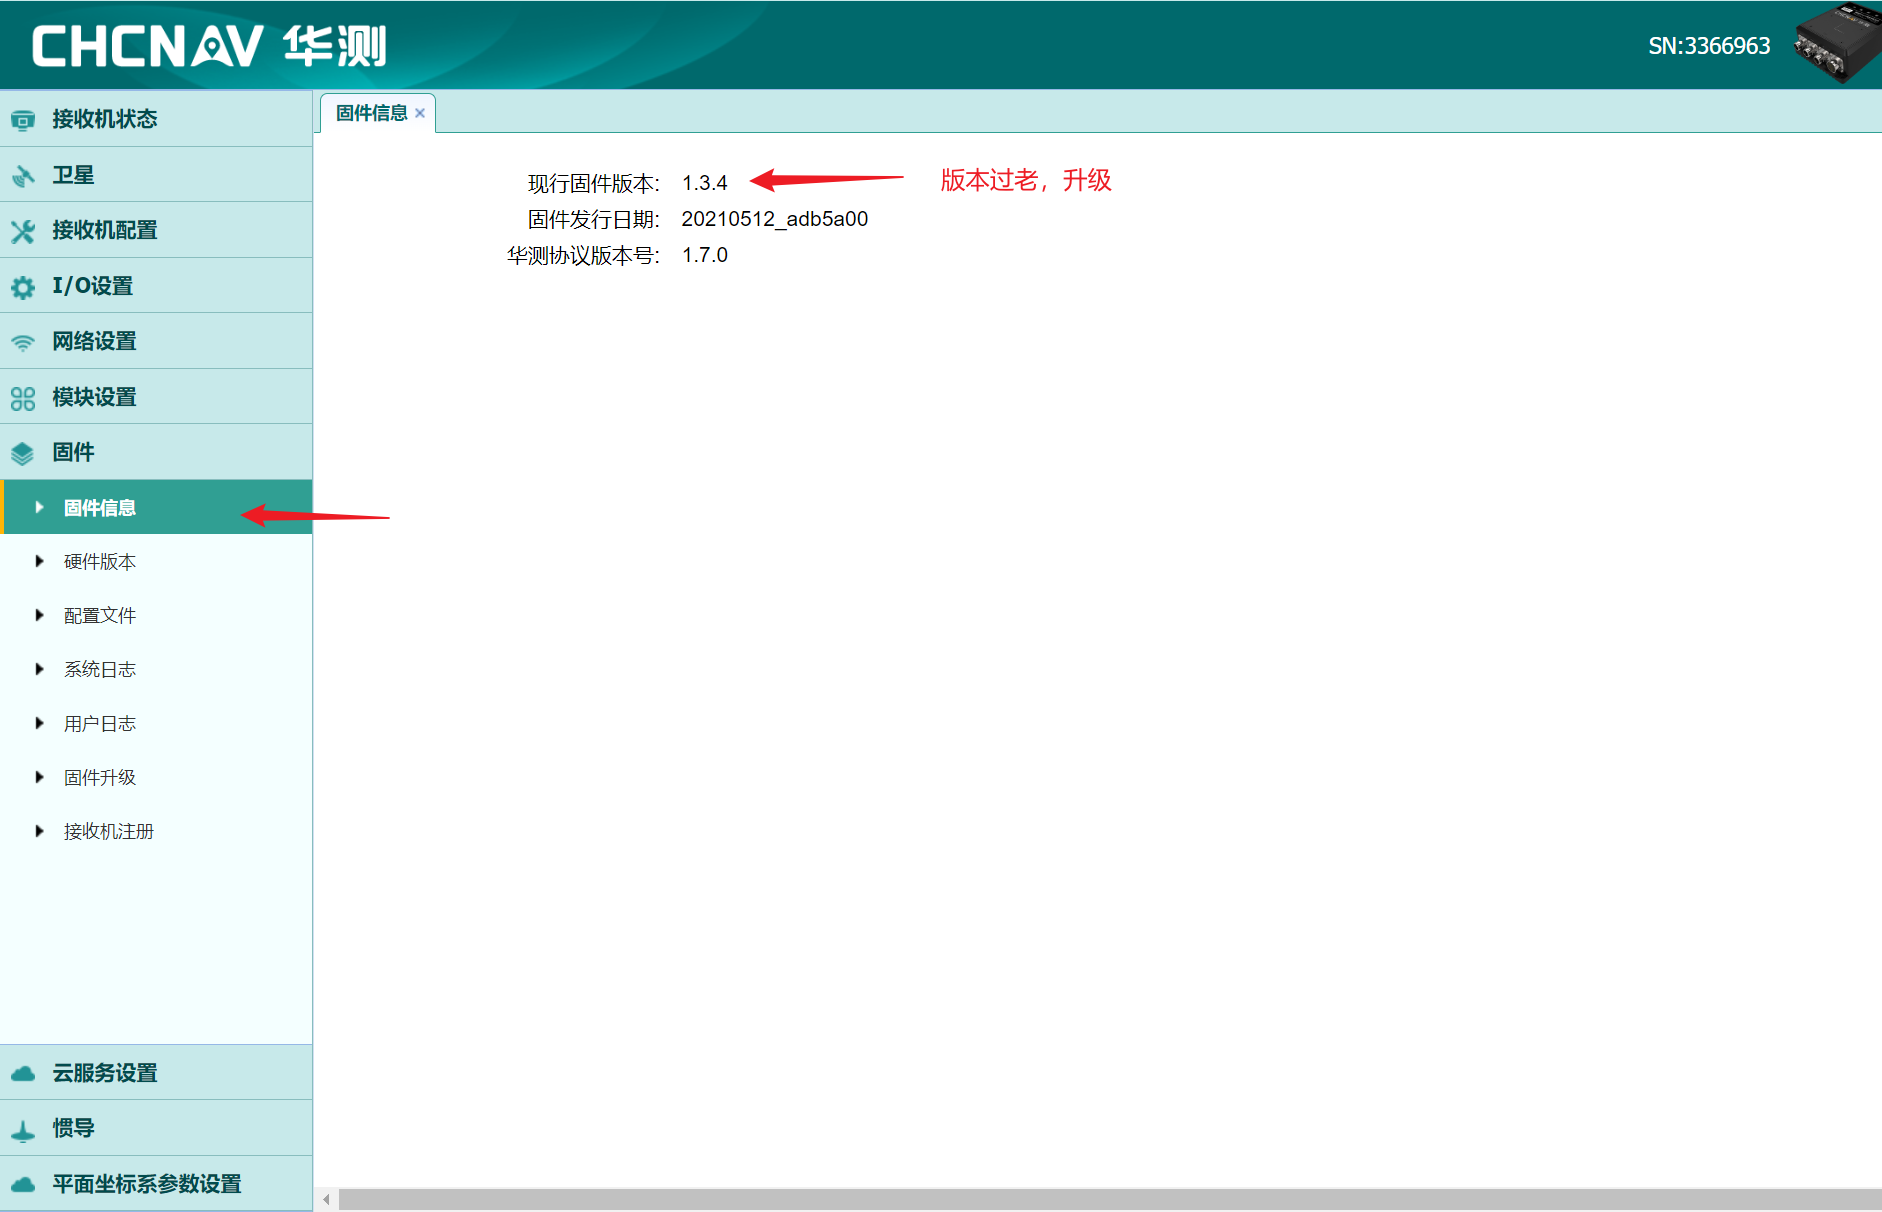 CHCNAV 华测
SN:3366963
接收机状态
卫星
接收机配置
I/O设置
网络设置
模块设置
固件
固件信息
硬件版本
配置文件
系统日志
用户日志
固件升级
接收机注册
云服务设置
惯导
平面坐标系参数设置
固件信息 ×
现行固件版本: 1.3.4
版本过老，升级
固件发行日期: 20210512_adb5a00
华测协议版本号: 1.7.0